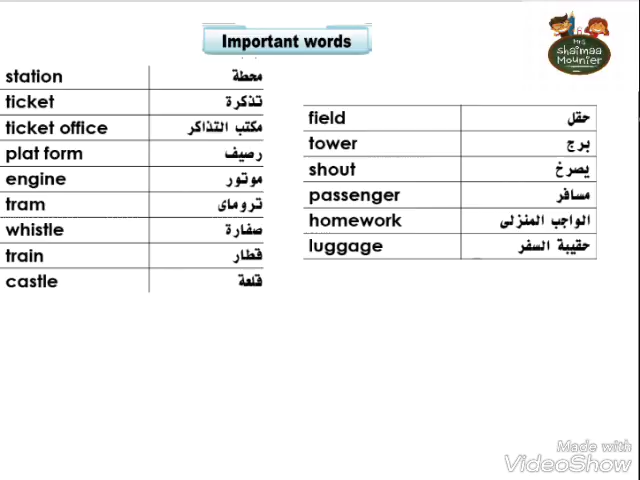 Important words
Mrs
Shaimaa
Mounier
station محطة
ticket تذكرة
ticket office مكتب التذاكر
plat form رصيف
engine موتور
tram تروماى
whistle صفارة
train قطار
castle قلعة
field حقل
tower برج
shout يصرخ
passenger مسافر
homework الواجب المنزلى
luggage حقيبة السفر
Made with
VideoShow